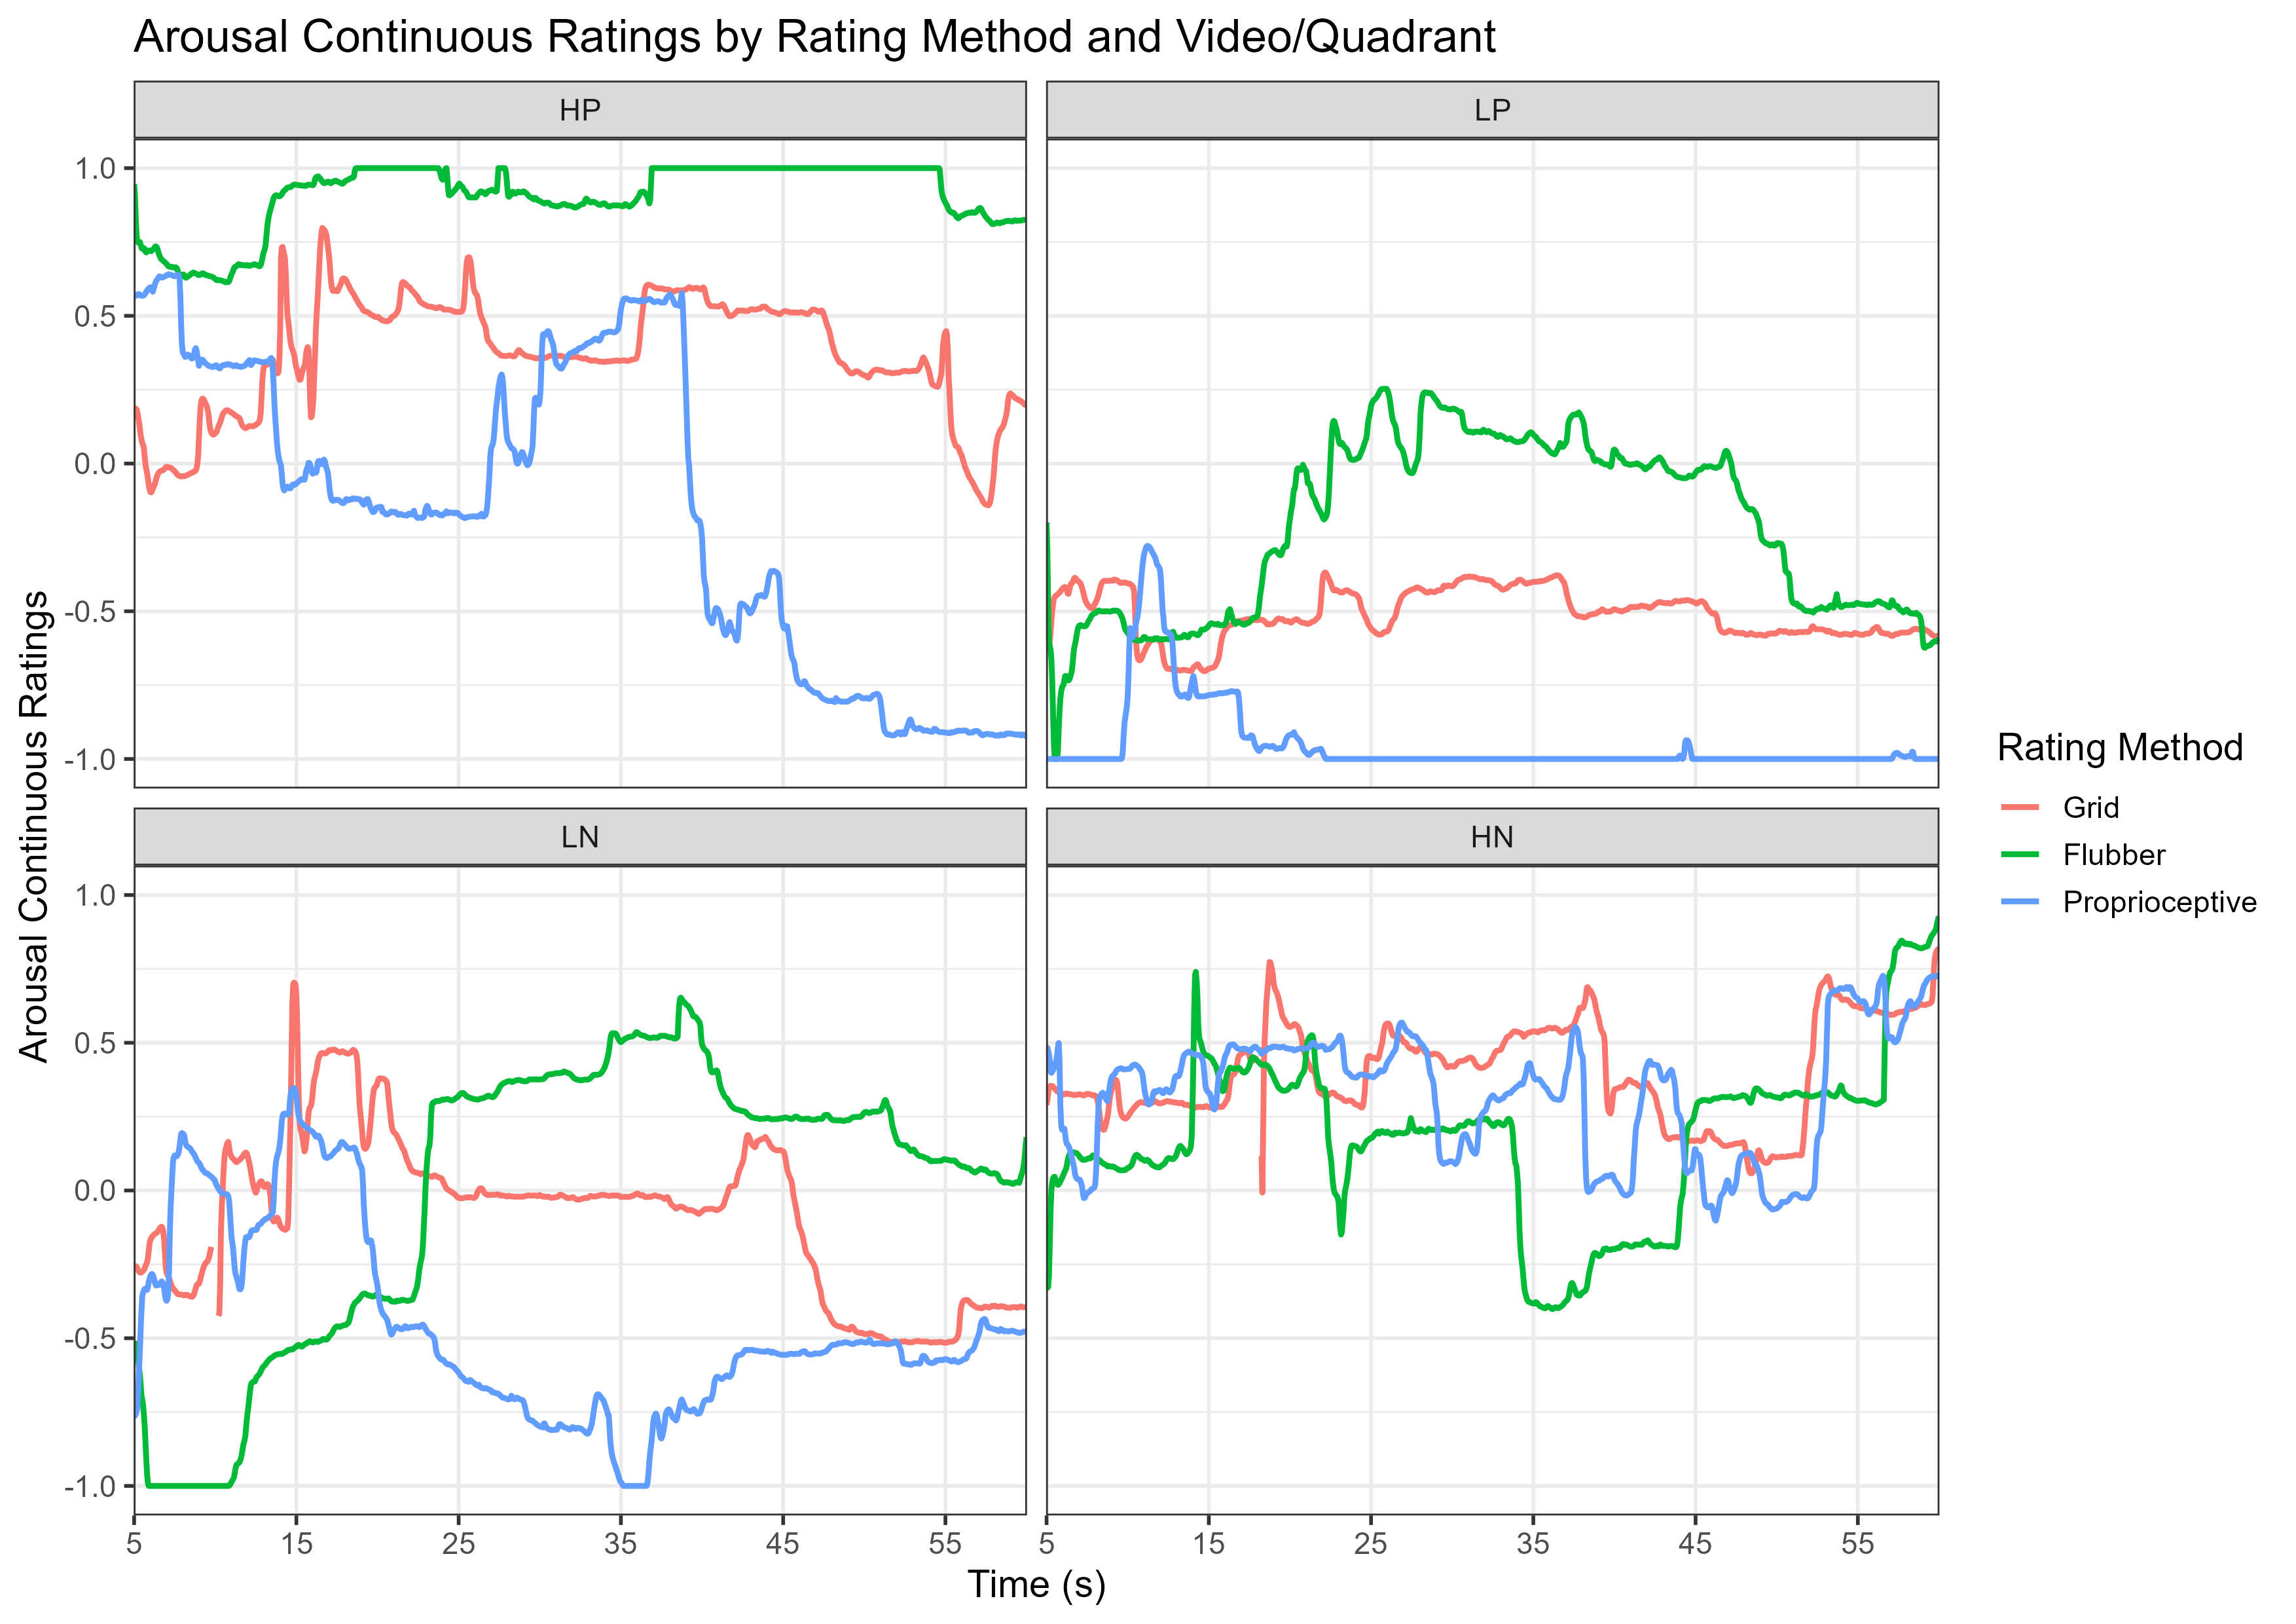 Arousal Continuous Ratings by Rating Method and Video/Quadrant
HP
LP
1.0
0.5
0.0
-0.5
-1.0
LN
HN
1.0
0.5
0.0
-0.5
-1.0
5 15 25 35 45 55
5 15 25 35 45 55
Time (s)
Arousal Continuous Ratings
Rating Method
Grid
Flubber
Proprioceptive